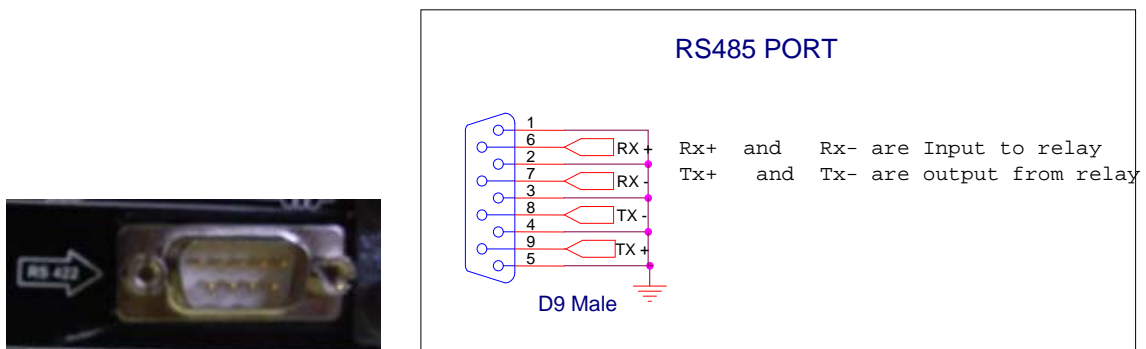 RS 422
RS485 PORT
1
6 RX +
2
7 RX -
3
8 TX -
4
9 TX +
5
D9 Male
Rx+ and Rx- are Input to relay
Tx+ and Tx- are output from relay